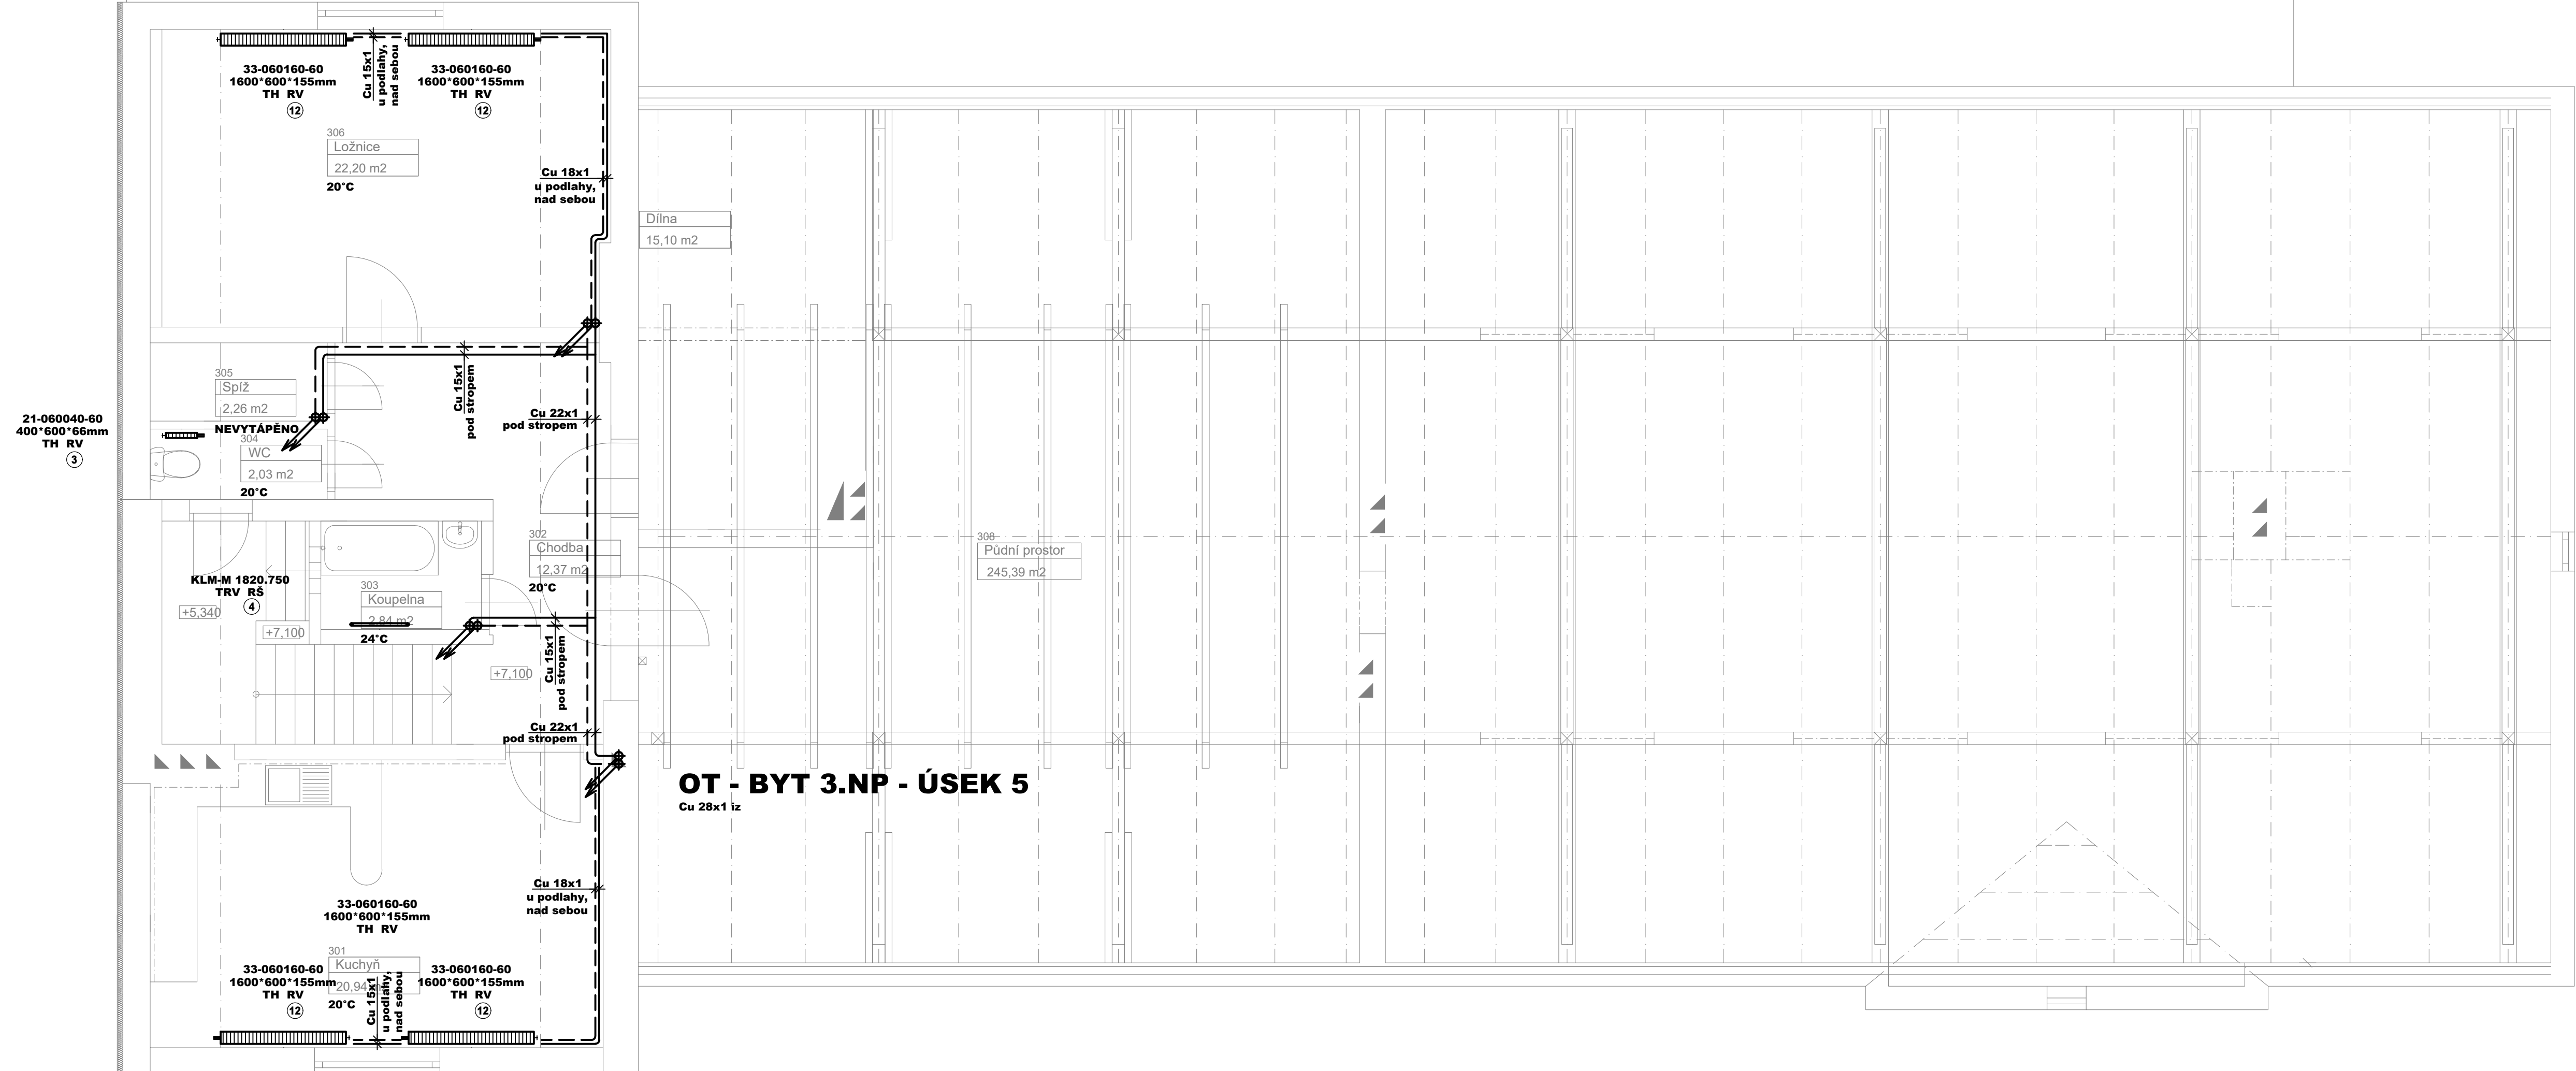 33-060160-60
1600*600*155mm
TH RV
12
Cu 15x1
u podlahy,
nad sebou
33-060160-60
1600*600*155mm
TH RV
12
306
Ložnice
22,20 m2
20°C
Cu 18x1
u podlahy,
nad sebou
Dílna
15,10 m2
305
Spíž
2,26 m2
NEVYTÁPĚNO
Cu 15x1
pod stropem
Cu 22x1
pod stropem
21-060040-60
400*600*66mm
TH RV
3
304
WC
2,03 m2
20°C
302
Chodba
12,37 m2
20°C
308
Půdní prostor
245,39 m2
KLM-M 1820.750
TRV RŠ
4
303
Koupelna
2,84 m2
24°C
+5,340
+7,100
+7,100
Cu 15x1
pod stropem
Cu 22x1
pod stropem
OT - BYT 3.NP - ÚSEK 5
Cu 28x1 iz
Cu 18x1
u podlahy,
nad sebou
33-060160-60
1600*600*155mm
TH RV
301
Kuchyň
20,94
20°C
33-060160-60
1600*600*155mm
TH RV
12
Cu 15x1
u podlahy,
nad sebou
33-060160-60
1600*600*155mm
TH RV
12